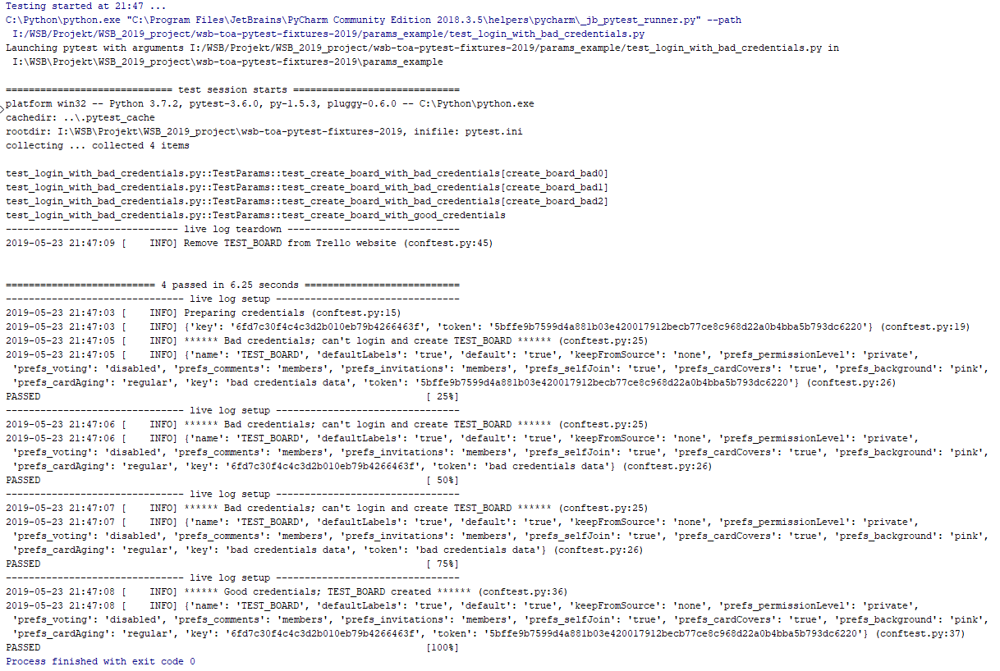 Testing started at 21:47 ...
C:\Python\python.exe "C:\Program Files\JetBrains\PyCharm Community Edition 2018.3.5\helpers\pycharm\_jb_pytest_runner.py" --path
I:/WSB/Projekt/WSB_2019_project/wsb-toa-pytest-fixtures-2019/params_example/test_login_with_bad_credentials.py
Launching pytest with arguments I:/WSB/Projekt/WSB_2019_project/wsb-toa-pytest-fixtures-2019/params_example/test_login_with_bad_credentials.py in
I:\WSB\Projekt\WSB_2019_project\wsb-toa-pytest-fixtures-2019\params_example
============================= test session starts =============================
platform win32 -- Python 3.7.2, pytest-3.6.0, py-1.5.3, pluggy-0.6.0 -- C:\Python\python.exe
cachedir: ..\.pytest_cache
rootdir: I:\WSB\Projekt\WSB_2019_project\wsb-toa-pytest-fixtures-2019, inifile: pytest.ini
collecting ... collected 4 items
test_login_with_bad_credentials.py::TestParams::test_create_board_with_bad_credentials[create_board_bad0]
test_login_with_bad_credentials.py::TestParams::test_create_board_with_bad_credentials[create_board_bad1]
test_login_with_bad_credentials.py::TestParams::test_create_board_with_bad_credentials[create_board_bad2]
test_login_with_bad_credentials.py::TestParams::test_create_board_with_good_credentials
------------------------------ live log teardown ------------------------------
2019-05-23 21:47:09 [    INFO] Remove TEST_BOARD from Trello website (conftest.py:45)
========================== 4 passed in 6.25 seconds ===========================
------------------------------- live log setup --------------------------------
2019-05-23 21:47:03 [    INFO] Preparing credentials (conftest.py:15)
2019-05-23 21:47:03 [    INFO] {'key': '6fd7c30f4c4c3d2b010eb79b4266463f', 'token': '5bffe9b7599d4a881b03e420017912becb77ce8c968d22a0b4bba5b793dc6220'} (conftest.py:19)
2019-05-23 21:47:05 [    INFO] ****** Bad credentials; can't login and create TEST_BOARD ****** (conftest.py:25)
2019-05-23 21:47:05 [    INFO] {'name': 'TEST_BOARD', 'defaultLabels': 'true', 'default': 'true', 'keepFromSource': 'none', 'prefs_permissionLevel': 'private',
'prefs_voting': 'disabled', 'prefs_comments': 'members', 'prefs_invitations': 'members', 'prefs_selfJoin': 'true', 'prefs_cardCovers': 'true', 'prefs_background': 'pink',
'prefs_cardAging': 'regular', 'key': 'bad credentials data', 'token': '5bffe9b7599d4a881b03e420017912becb77ce8c968d22a0b4bba5b793dc6220'} (conftest.py:26)
PASSED [ 25%]
------------------------------- live log setup --------------------------------
2019-05-23 21:47:06 [    INFO] ****** Bad credentials; can't login and create TEST_BOARD ****** (conftest.py:25)
2019-05-23 21:47:06 [    INFO] {'name': 'TEST_BOARD', 'defaultLabels': 'true', 'default': 'true', 'keepFromSource': 'none', 'prefs_permissionLevel': 'private',
'prefs_voting': 'disabled', 'prefs_comments': 'members', 'prefs_invitations': 'members', 'prefs_selfJoin': 'true', 'prefs_cardCovers': 'true', 'prefs_background': 'pink',
'prefs_cardAging': 'regular', 'key': '6fd7c30f4c4c3d2b010eb79b4266463f', 'token': 'bad credentials data'} (conftest.py:26)
PASSED [ 50%]
------------------------------- live log setup --------------------------------
2019-05-23 21:47:07 [    INFO] ****** Bad credentials; can't login and create TEST_BOARD ****** (conftest.py:25)
2019-05-23 21:47:07 [    INFO] {'name': 'TEST_BOARD', 'defaultLabels': 'true', 'default': 'true', 'keepFromSource': 'none', 'prefs_permissionLevel': 'private',
'prefs_voting': 'disabled', 'prefs_comments': 'members', 'prefs_invitations': 'members', 'prefs_selfJoin': 'true', 'prefs_cardCovers': 'true', 'prefs_background': 'pink',
'prefs_cardAging': 'regular', 'key': 'bad credentials data', 'token': 'bad credentials data'} (conftest.py:26)
PASSED [ 75%]
------------------------------- live log setup --------------------------------
2019-05-23 21:47:08 [    INFO] ****** Good credentials; TEST_BOARD created ****** (conftest.py:36)
2019-05-23 21:47:08 [    INFO] {'name': 'TEST_BOARD', 'defaultLabels': 'true', 'default': 'true', 'keepFromSource': 'none', 'prefs_permissionLevel': 'private',
'prefs_voting': 'disabled', 'prefs_comments': 'members', 'prefs_invitations': 'members', 'prefs_selfJoin': 'true', 'prefs_cardCovers': 'true', 'prefs_background': 'pink',
'prefs_cardAging': 'regular', 'key': '6fd7c30f4c4c3d2b010eb79b4266463f', 'token': '5bffe9b7599d4a881b03e420017912becb77ce8c968d22a0b4bba5b793dc6220'} (conftest.py:37)
PASSED [100%]
Process finished with exit code 0